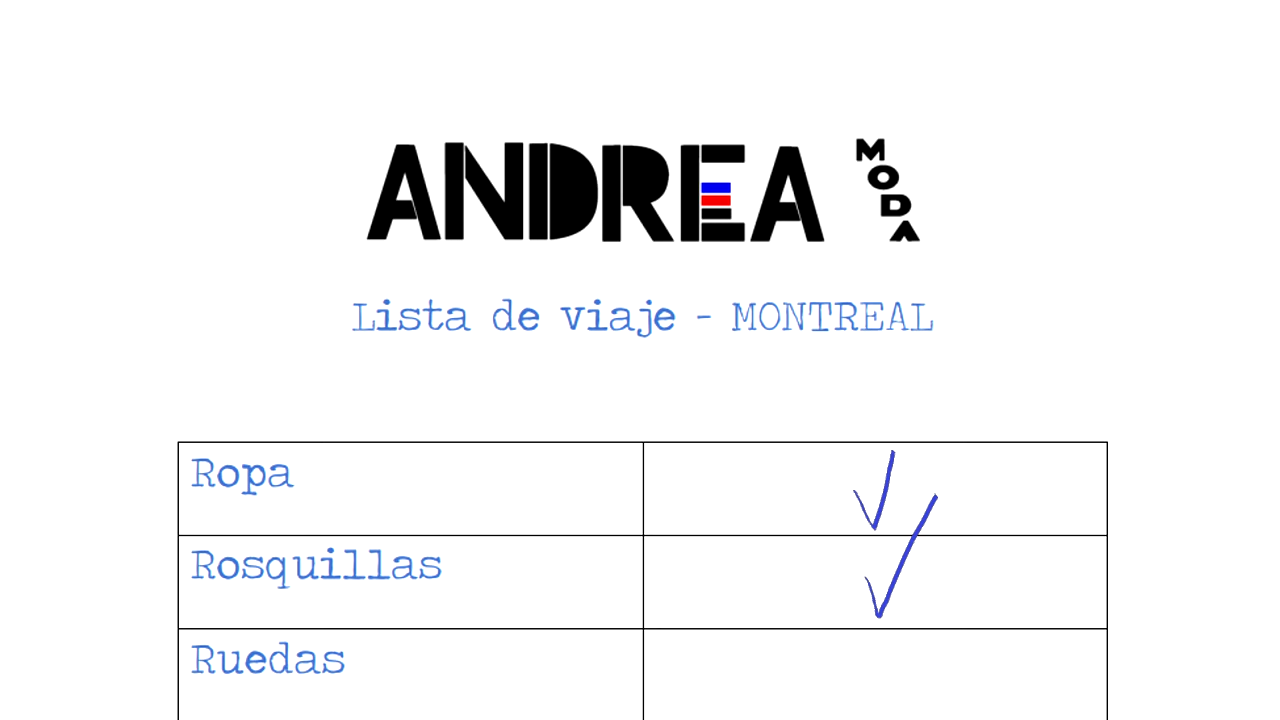 ANDREA MODA
Lista de viaje - MONTREAL
Ropa
Rosquillas
Ruedas